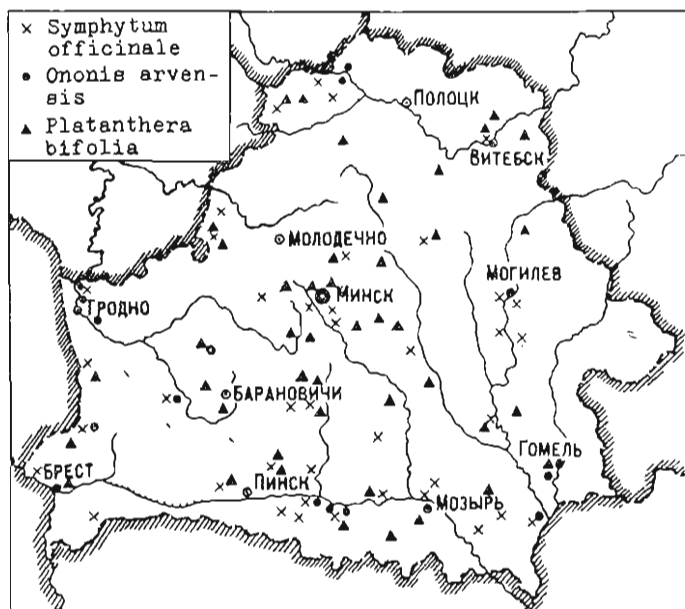 × Symphytum
officinale
● Ononis arven-
sis
▲ Platanthera
bifolia
ПОЛОЦК
ВИТЕБСК
МОЛОДЕЧНО
МОГИЛЕВ
МИНСК
ГРОДНО
БАРАНОВИЧИ
ГОМЕЛЬ
БРЕСТ
ПИНСК
МОЗЫРЬ